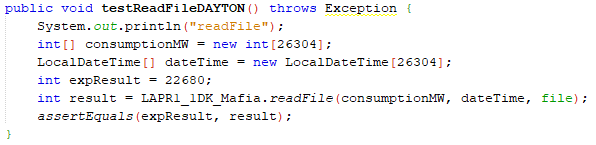 public void testReadFileDAYTON() throws Exception {
System.out.println("readFile");
int[] consumptionMW = new int[26304];
LocalDateTime[] dateTime = new LocalDateTime[26304];
int expResult = 22680;
int result = LAPR1_1DK_Mafia.readFile(consumptionMW, dateTime, file);
assertEquals(expResult, result);
}